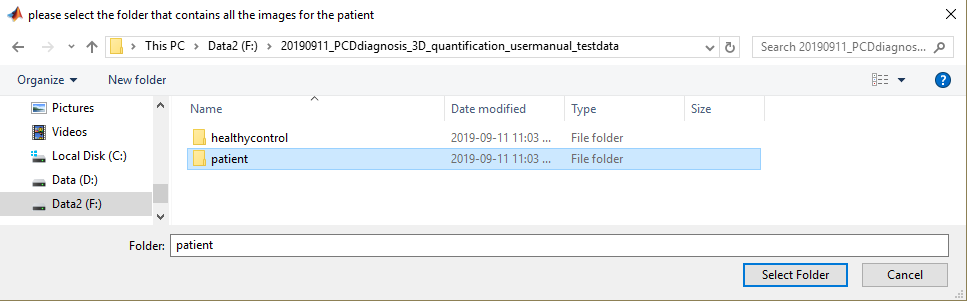 please select the folder that contains all the images for the patient
This PC > Data2 (F:) > 20190911_PCDdiagnosis_3D_quantification_usermanual_testdata
Search 20190911_PCDdiagnos...
Organize New folder
Name Date modified Type Size
Pictures
Videos
Local Disk (C:)
Data (D:)
Data2 (F:)
healthycontrol 2019-09-11 11:03 ... File folder
patient 2019-09-11 11:03 ... File folder
Folder: patient
Select Folder Cancel